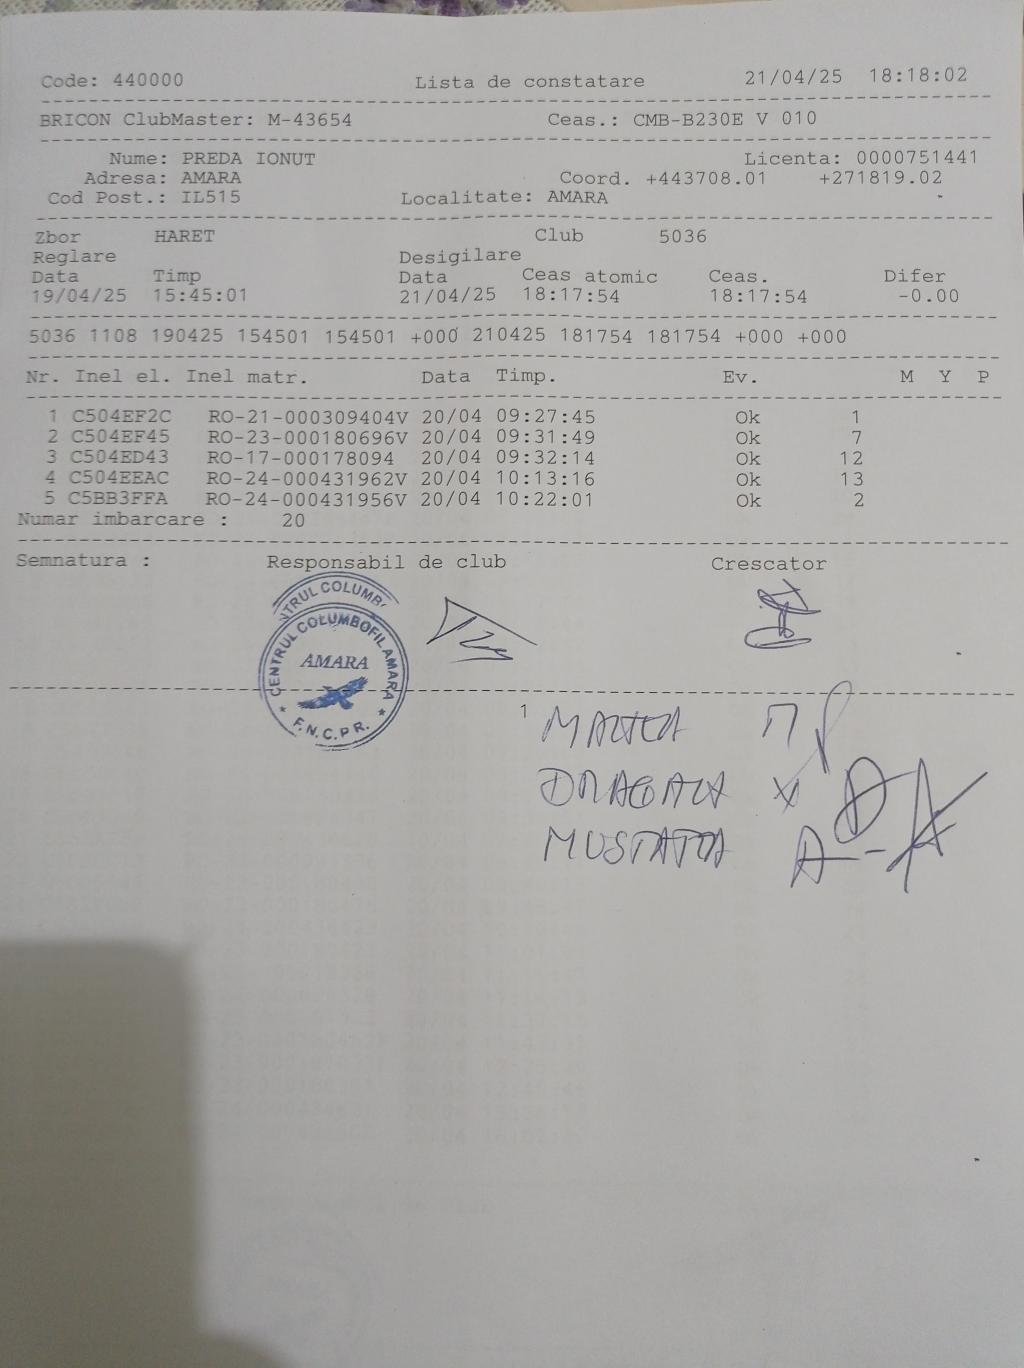 Code: 440000 Lista de constatare 21/04/25 18:18:02
BRICON ClubMaster: M-43654 Ceas.: CMB-B230E V 010
Nume: PREDA IONUT Licenta: 0000751441
Adresa: AMARA Coord. +443708.01 +271819.02
Cod Post.: IL515 Localitate: AMARA
Zbor HARET Club 5036
Reglare Desigilare
Data Timp Data Ceas atomic Ceas. Difer
19/04/25 15:45:01 21/04/25 18:17:54 18:17:54 -0.00
5036 1108 190425 154501 154501 +000 210425 181754 181754 +000 +000
Nr. Inel el. Inel matr. Data Timp. Ev. M Y P
1 C504EF2C RO-21-000309404V 20/04 09:27:45 Ok 1
2 C504EF45 RO-23-000180696V 20/04 09:31:49 Ok 7
3 C504ED43 RO-17-000178094 20/04 09:32:14 Ok 12
4 C504EEAC RO-24-000431962V 20/04 10:13:16 Ok 13
5 C5BB3FFA RO-24-000431956V 20/04 10:22:01 Ok 2
Numar imbarcare : 20
Semnatura : Responsabil de club Crescator
NTRUL COLUMB
CENTRUL COLUMBOFIL AMARA
AMARA
F.N.C.P.R.
1
MUSTATA